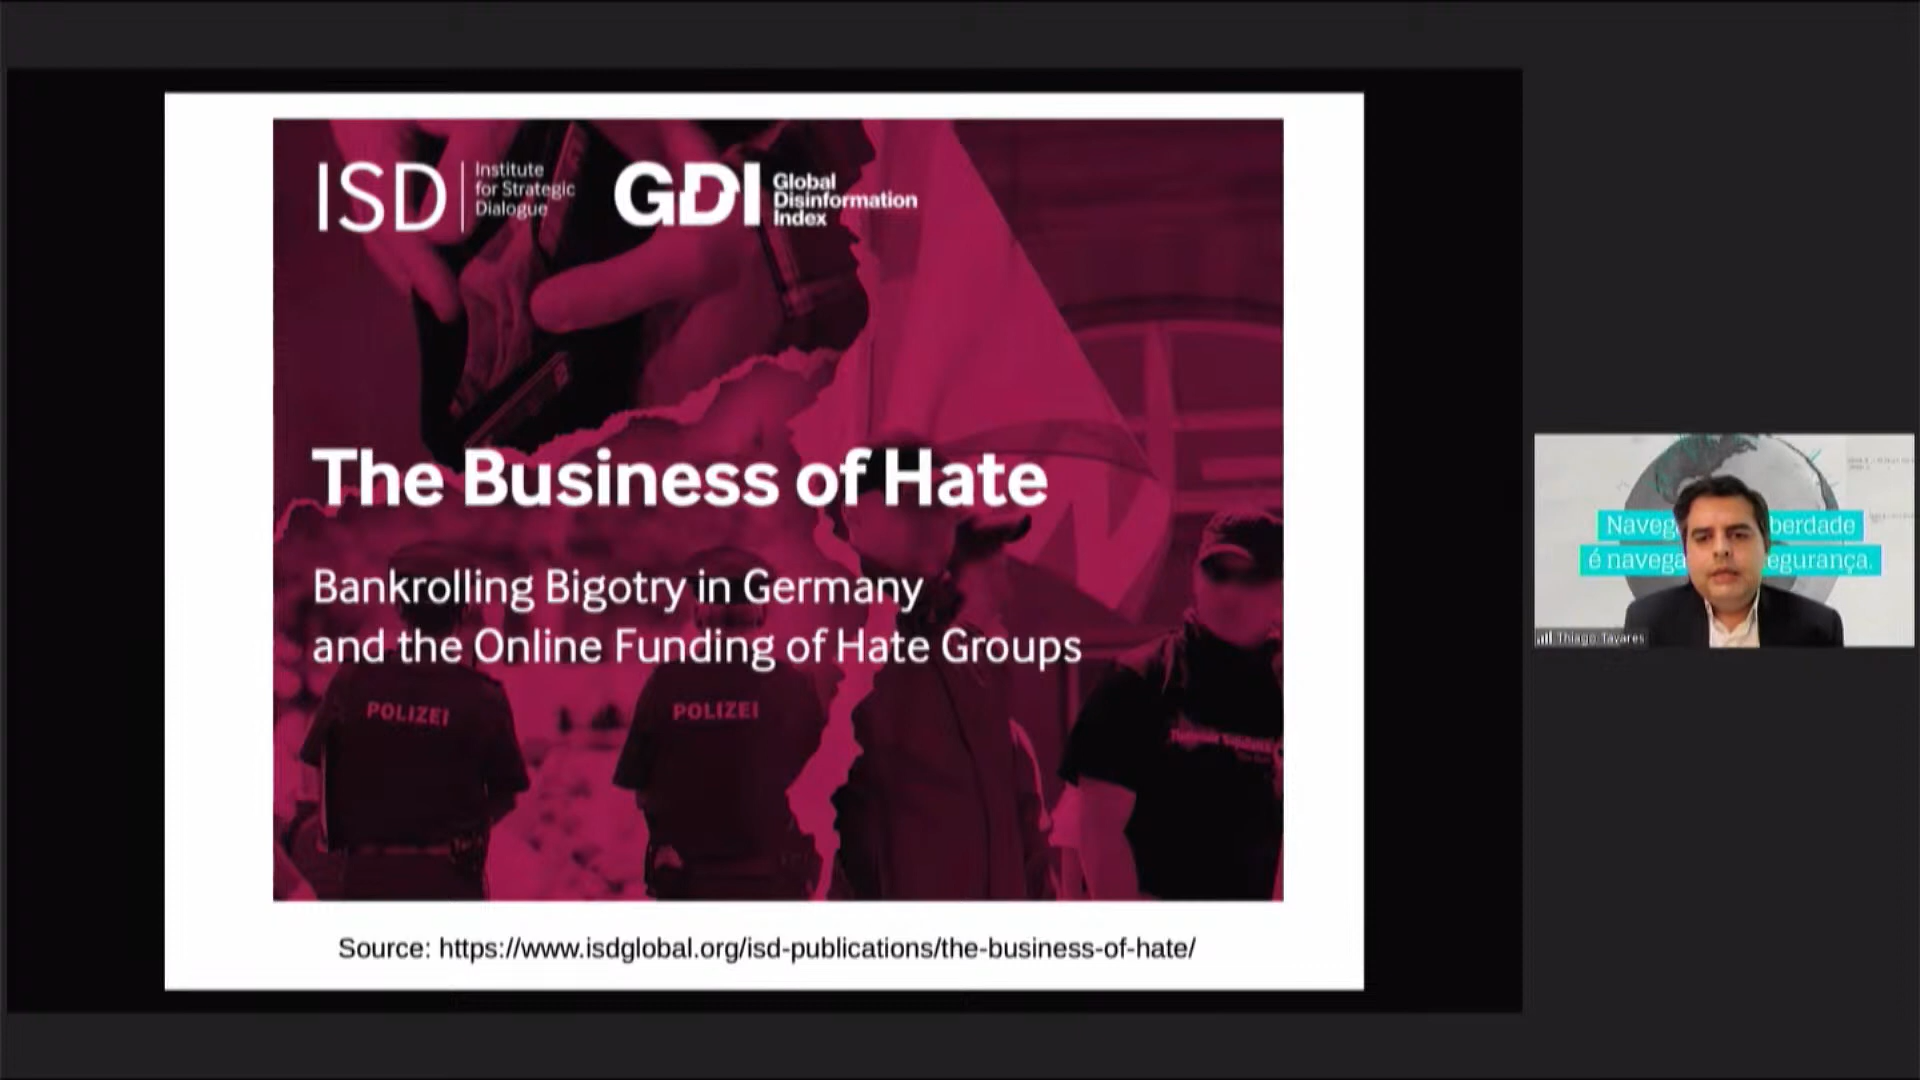 ISD
Institute
for Strategic
Dialogue
GDI
Global
Disinformation
Index
The Business of Hate
Bankrolling Bigotry in Germany
and the Online Funding of Hate Groups
POLIZEI
POLIZEI
Source: https://www.isdglobal.org/isd-publications/the-business-of-hate/
Naveg berdade
é navega egurança.
Thiago Tavares